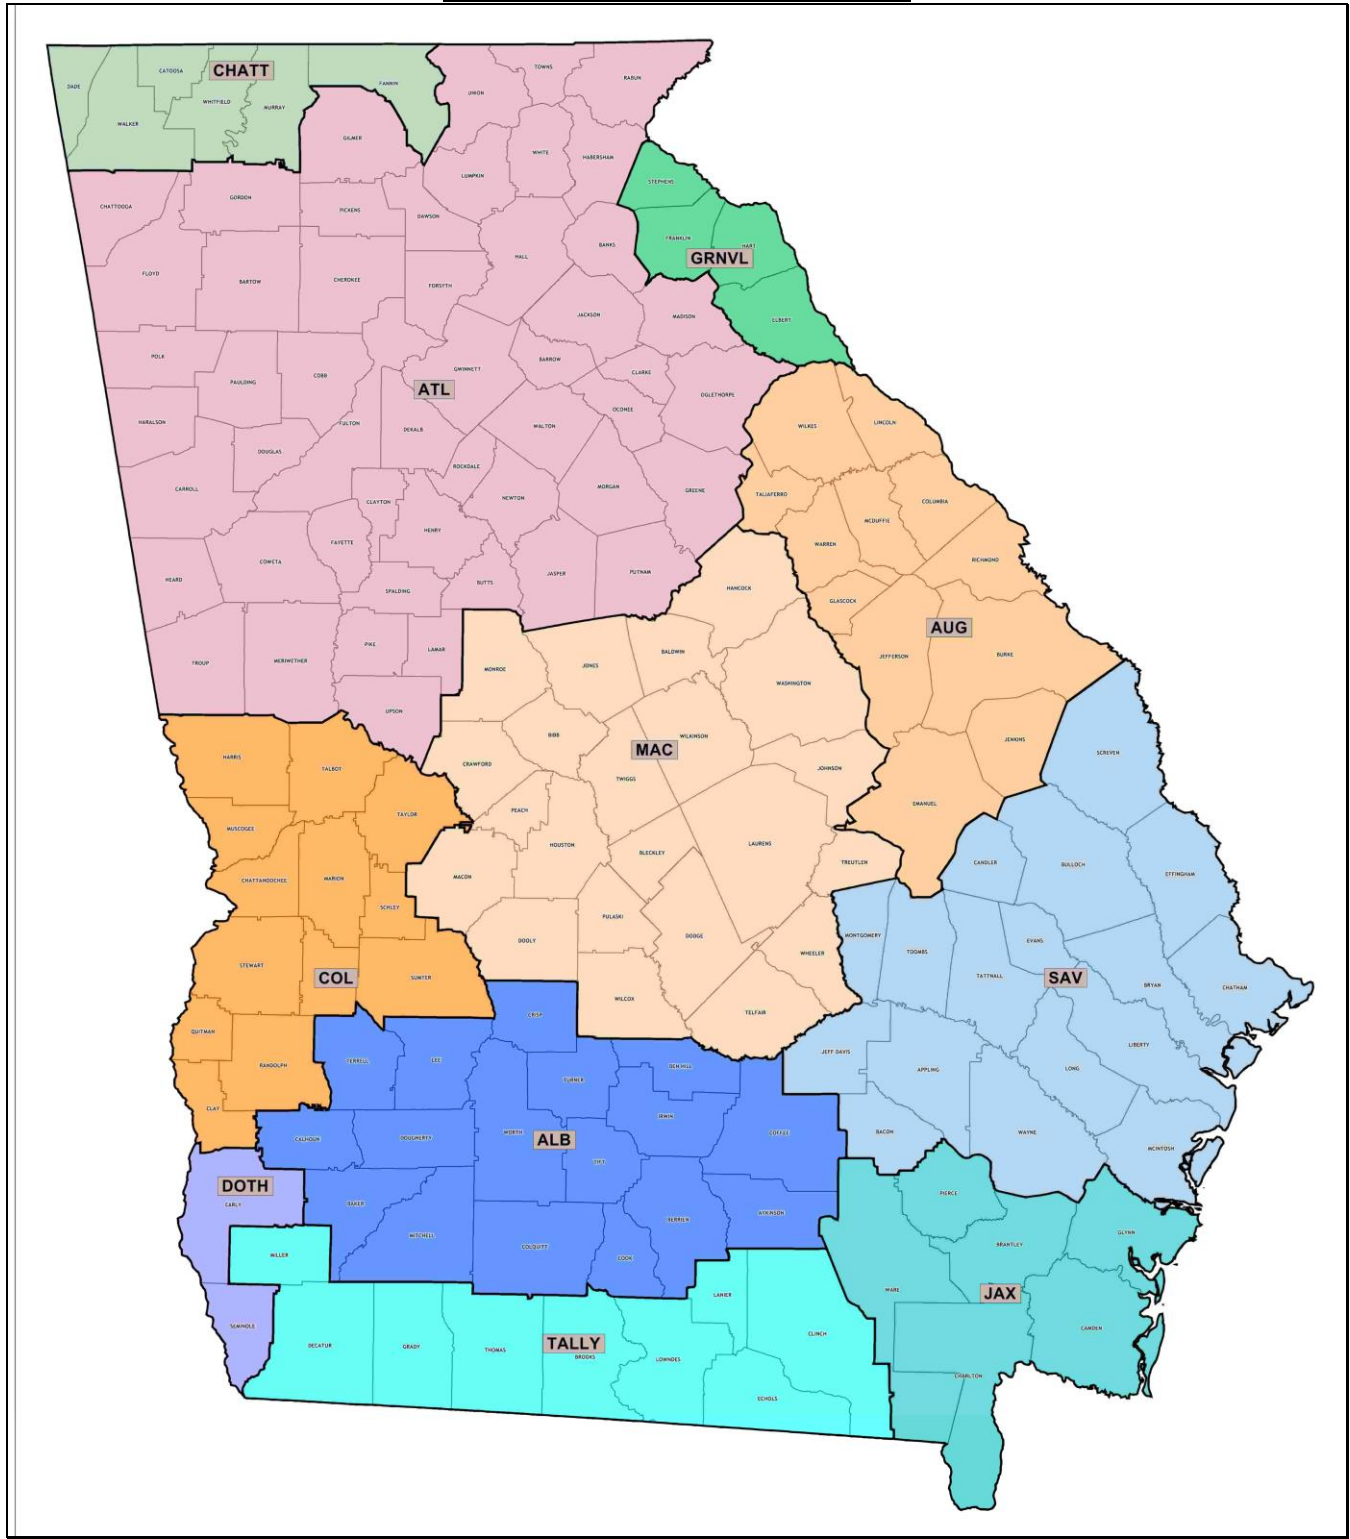 TOWNS
RABUN
CATOOSA
CHATT
DADE
FANNIN
UNION
WHITFIELD
MURRAY
WALKER
GILMER
WHITE
HABERSHAM
LUMPKIN
STEPHENS
GORDON
CHATTOOGA
PICKENS
DAWSON
FRANKLIN
BANKS
HART
HALL
GRNVL
FLOYD
BARTOW
CHEROKEE
FORSYTH
JACKSON
MADISON
ELBERT
POLK
BARROW
GWINNETT
CLARKE
COBB
PAULDING
ATL
OGLETHORPE
OCONEE
HARALSON
FULTON
LINCOLN
WILKES
WALTON
DEKALB
DOUGLAS
ROCKDALE
CARROLL
MORGAN
GREENE
TALIAFERRO
NEWTON
CLAYTON
COLUMBIA
MCDUFFIE
HENRY
FAYETTE
WARREN
COWETA
RICHMOND
JASPER
PUTNAM
HEARD
BUTTS
SPALDING
HANCOCK
GLASCOCK
AUG
PIKE
LAMAR
BALDWIN
JEFFERSON
BURKE
TROUP
MERIWETHER
JONES
MONROE
WASHINGTON
UPSON
BIBB
WILKINSON
JENKINS
MAC
SCREVEN
HARRIS
CRAWFORD
TALBOT
JOHNSON
TWIGGS
EMANUEL
PEACH
TAYLOR
MUSCOGEE
HOUSTON
LAURENS
BLECKLEY
TREUTLEN
CANDLER
BULLOCH
EFFINGHAM
MACON
MARION
CHATTAHOOCHEE
SCHLEY
PULASKI
MONTGOMERY
DODGE
DOOLY
EVANS
TOOMBS
WHEELER
STEWART
COL
SUMTER
TATTNALL
SAV
BRYAN
CHATHAM
WILCOX
TELFAIR
CRISP
QUITMAN
LIBERTY
JEFF DAVIS
TERRELL
LEE
RANDOLPH
BEN HILL
APPLING
LONG
TURNER
CLAY
IRWIN
WORTH
COFFEE
BACON
WAYNE
CALHOUN
DOUGHERTY
ALB
MCINTOSH
TIFT
DOTH
PIERCE
EARLY
BAKER
ATKINSON
BERRIEN
GLYNN
MITCHELL
BRANTLEY
COLQUITT
MILLER
COOK
WARE
JAX
LANIER
SEMINOLE
CAMDEN
CLINCH
TALLY
DECATUR
GRADY
THOMAS
BROOKS
LOWNDES
CHARLTON
ECHOLS